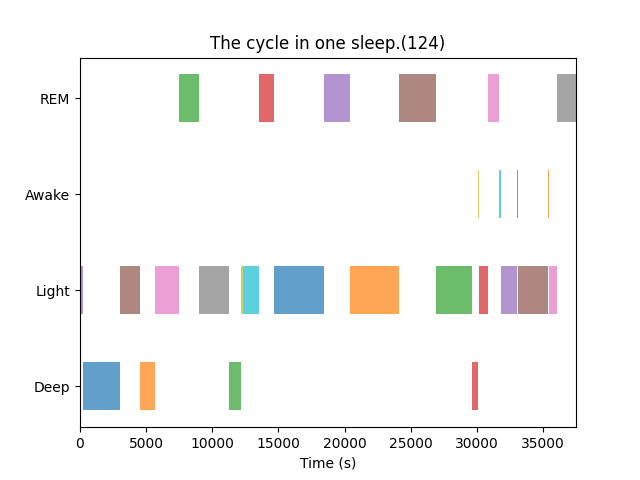 The cycle in one sleep.(124)
REM
Awake
Light
Deep
0 5000 10000 15000 20000 25000 30000 35000
Time (s)